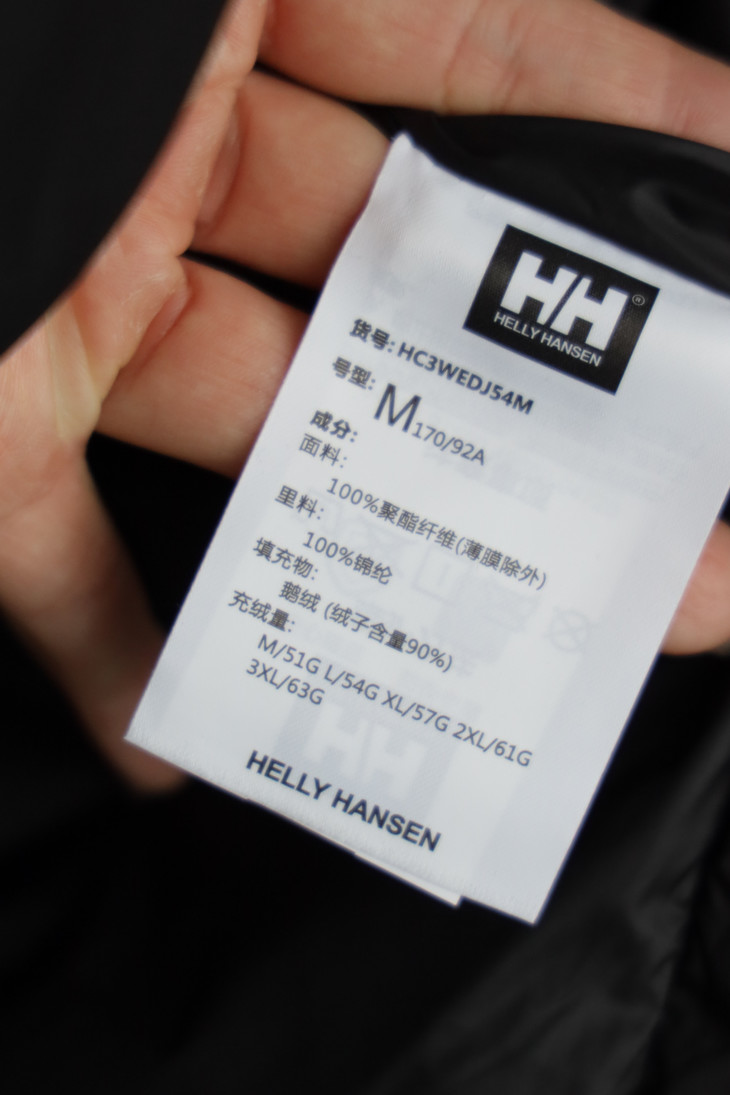 HH®
HELLY HANSEN
货号: HC3WEDJ54M
号型: M170/92A
成分:
面料:
100%聚酯纤维(薄膜除外)
里料:
100%锦纶
填充物:
鹅绒 (绒子含量90%)
充绒量:
M/51G L/54G XL/57G 2XL/61G
3XL/63G
HELLY HANSEN